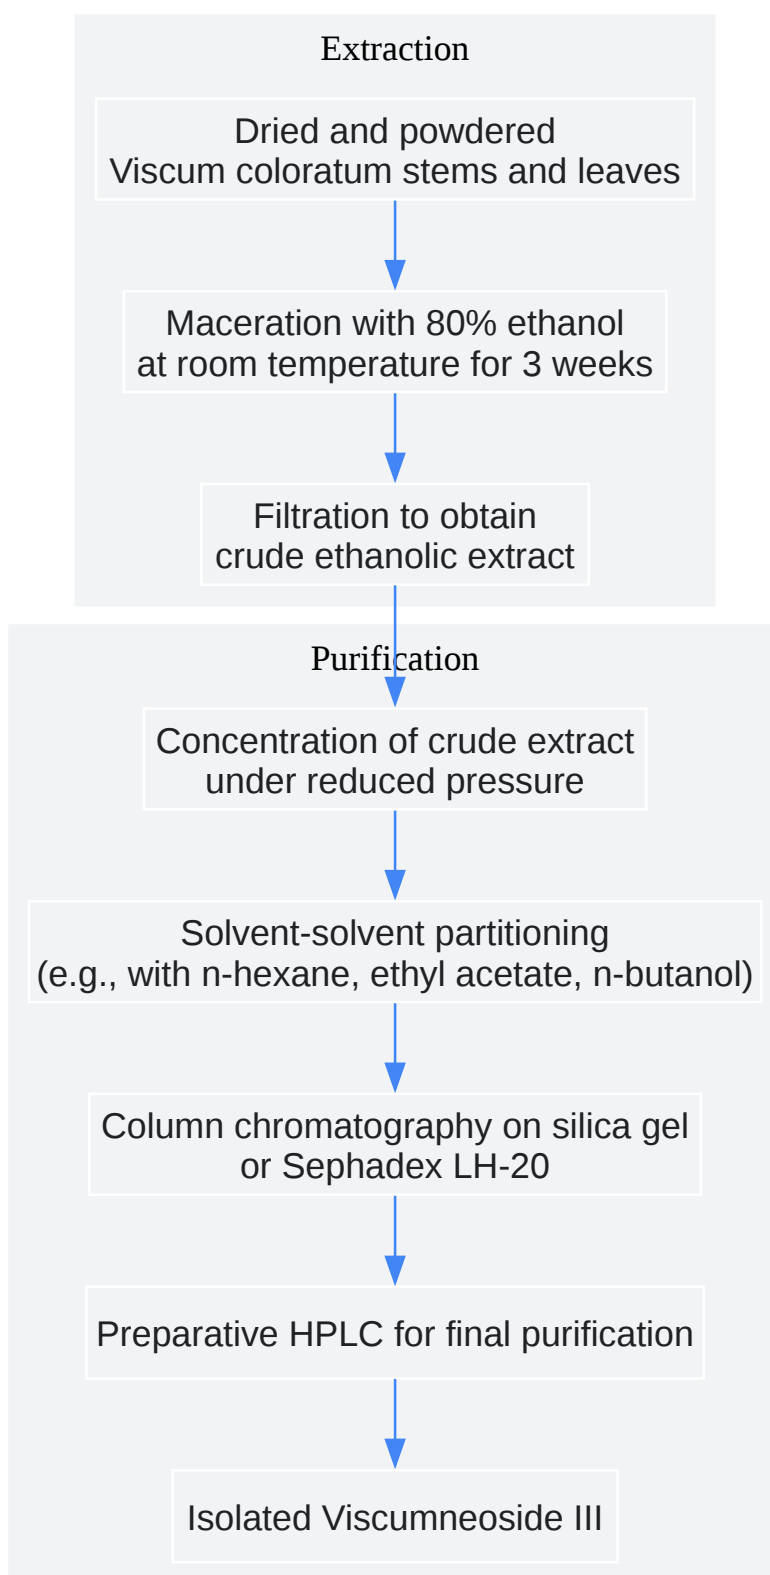 Extraction
Dried and powdered
Viscum coloratum stems and leaves
Maceration with 80% ethanol
at room temperature for 3 weeks
Filtration to obtain
crude ethanolic extract
Purification
Concentration of crude extract
under reduced pressure
Solvent-solvent partitioning
(e.g., with n-hexane, ethyl acetate, n-butanol)
Column chromatography on silica gel
or Sephadex LH-20
Preparative HPLC for final purification
Isolated Viscumneoside III